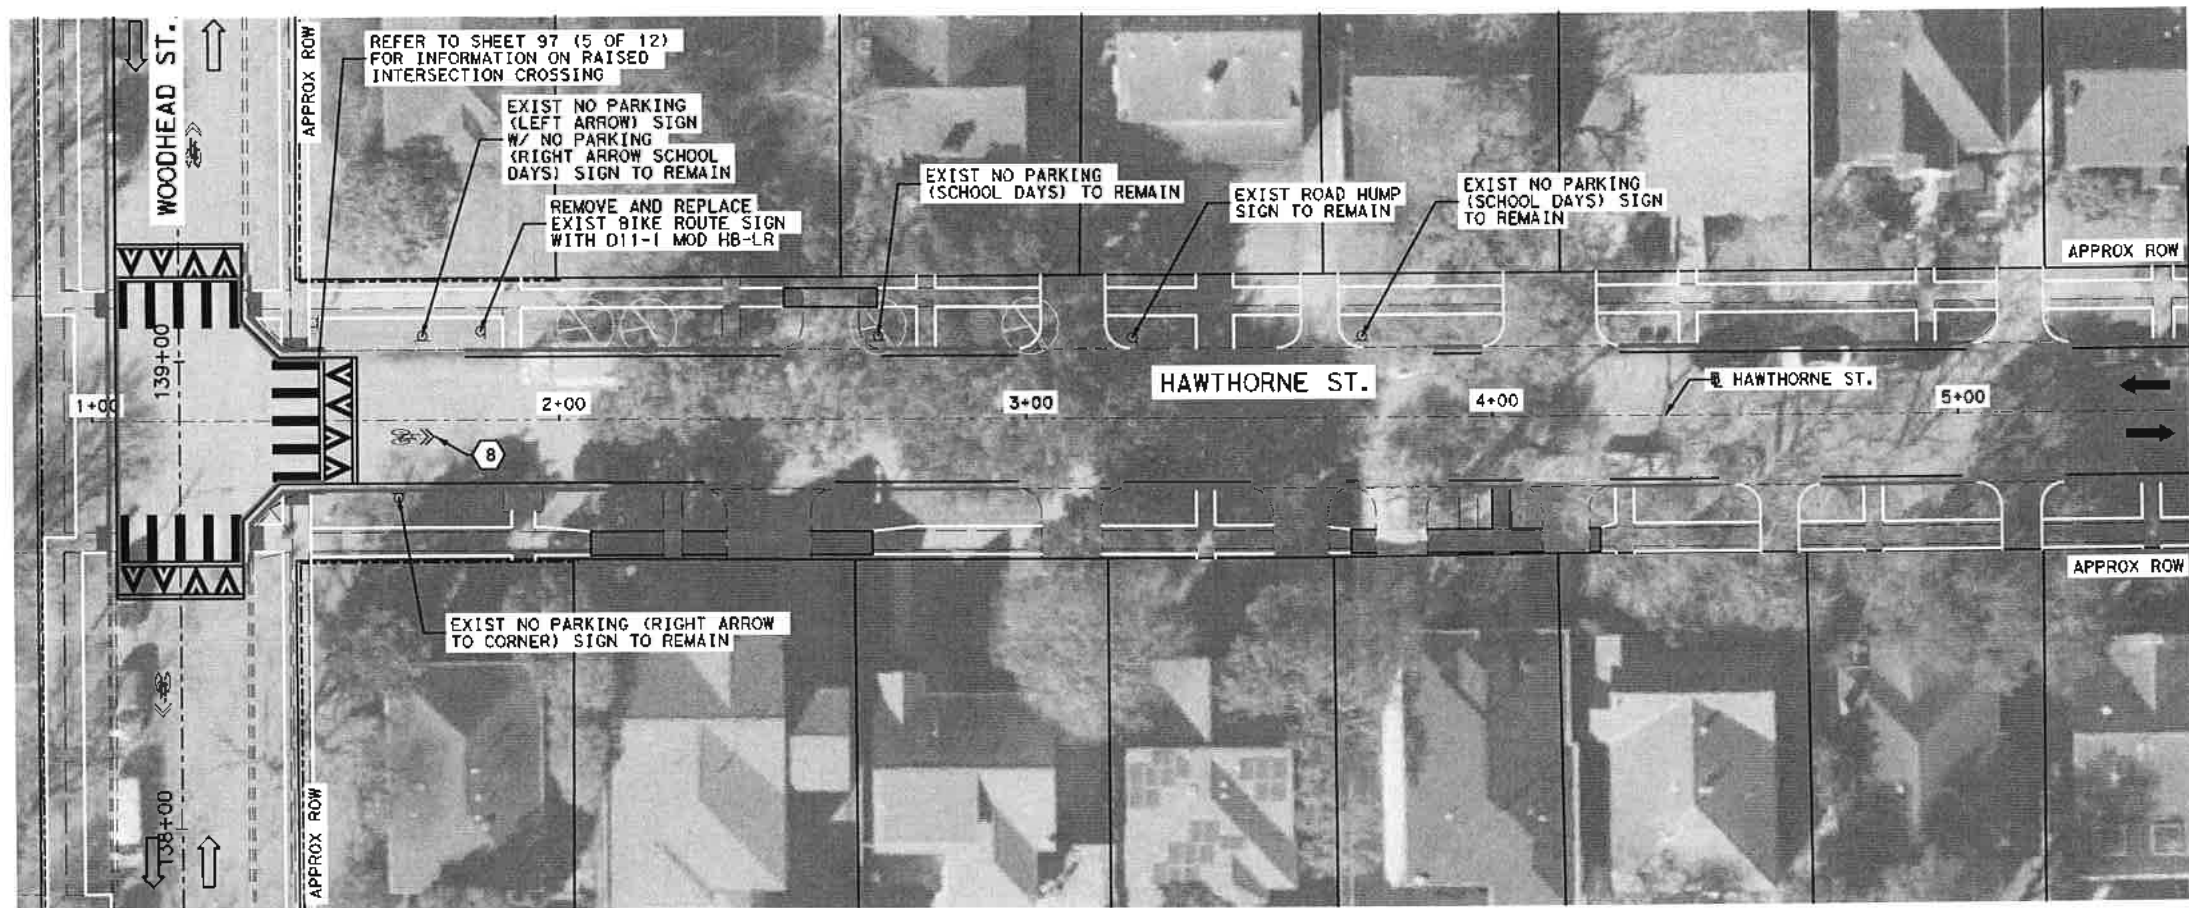 WOODHEAD ST.
APPROX ROW
REFER TO SHEET 97 (5 OF 12)
FOR INFORMATION ON RAISED
INTERSECTION CROSSING
EXIST NO PARKING
(LEFT ARROW) SIGN
W/ NO PARKING
(RIGHT ARROW SCHOOL
DAYS) SIGN TO REMAIN
REMOVE AND REPLACE
EXIST BIKE ROUTE SIGN
WITH D11-1 MOD HB-LR
EXIST NO PARKING
(SCHOOL DAYS) TO REMAIN
EXIST ROAD HUMP
SIGN TO REMAIN
EXIST NO PARKING
(SCHOOL DAYS) SIGN
TO REMAIN
APPROX ROW
139+00
HAWTHORNE ST.
HAWTHORNE ST.
1+00
2+00
3+00
4+00
5+00
8
APPROX ROW
EXIST NO PARKING (RIGHT ARROW
TO CORNER) SIGN TO REMAIN
138+00
APPROX ROW